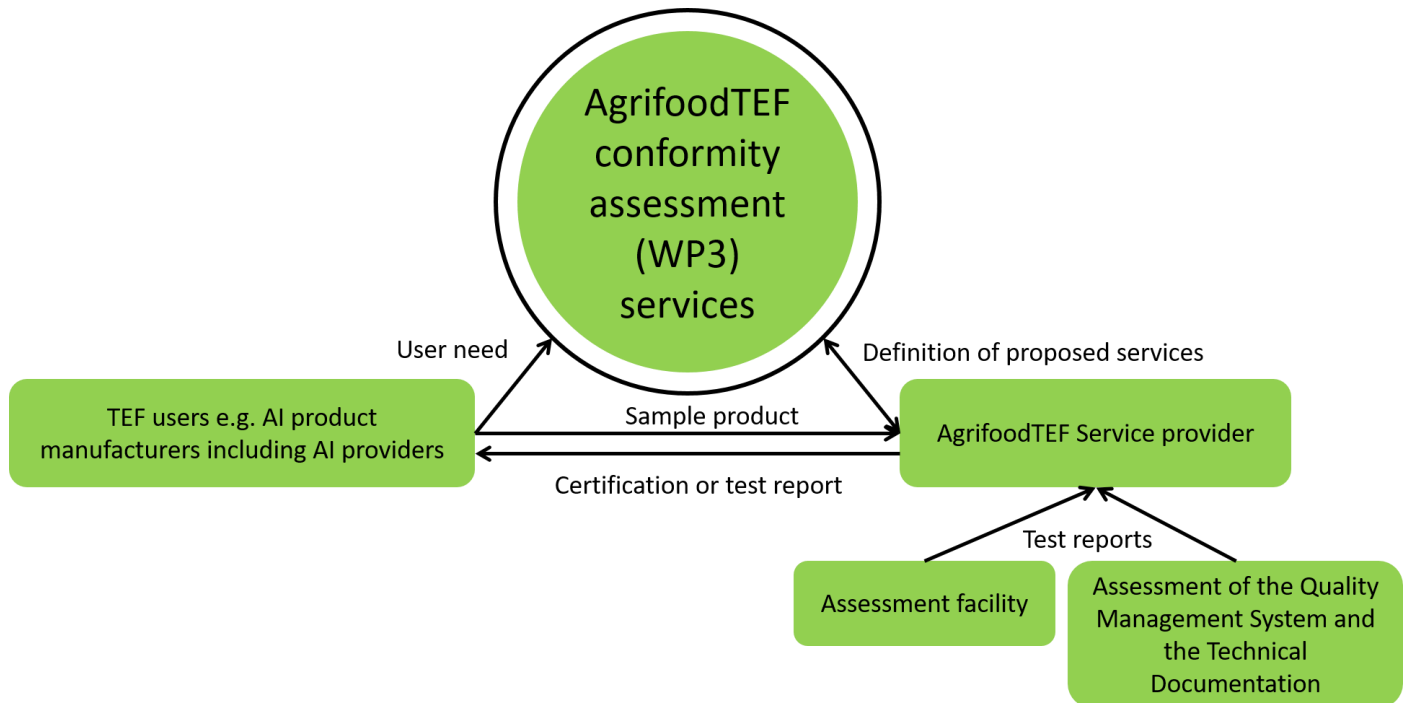 AgrifoodTEF
conformity
assessment
(WP3)
services
User need
Definition of proposed services
TEF users e.g. AI product
manufacturers including AI providers
Sample product
AgrifoodTEF Service provider
Certification or test report
Test reports
Assessment facility
Assessment of the Quality
Management System and
the Technical
Documentation